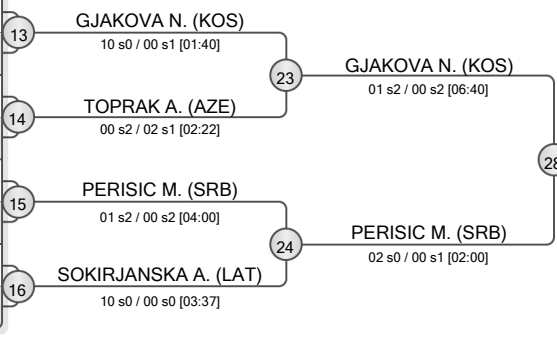 13
GJAKOVA N. (KOS)
10 s0 / 00 s1 [01:40]
23
GJAKOVA N. (KOS)
01 s2 / 00 s2 [06:40]
14
TOPRAK A. (AZE)
00 s2 / 02 s1 [02:22]
28
15
PERISIC M. (SRB)
01 s2 / 00 s2 [04:00]
24
PERISIC M. (SRB)
02 s0 / 00 s1 [02:00]
16
SOKIRJANSKA A. (LAT)
10 s0 / 00 s0 [03:37]